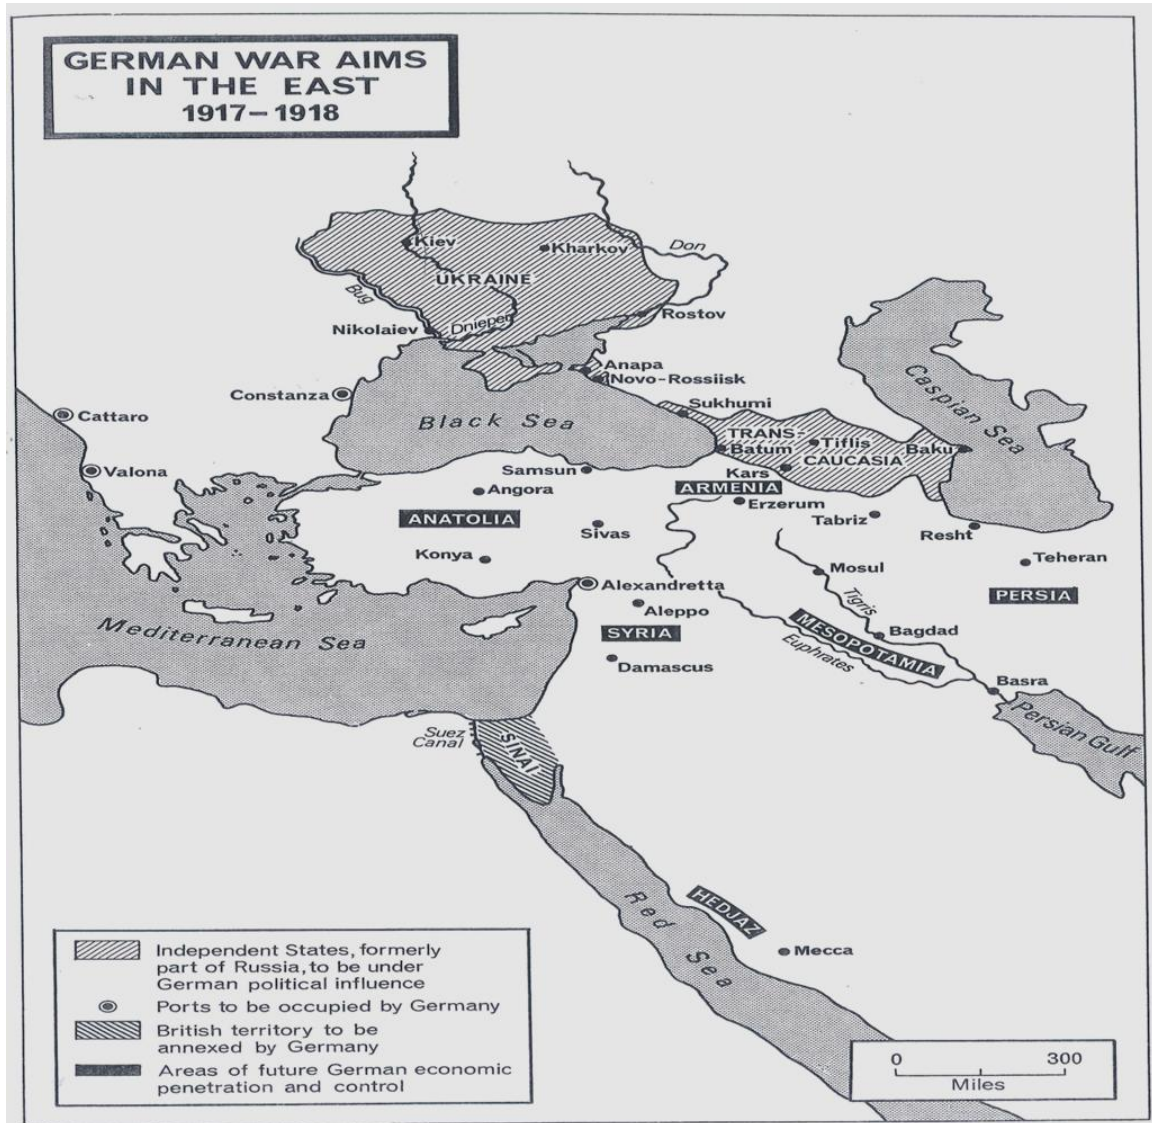 GERMAN WAR AIMS
IN THE EAST
1917–1918
Kiev
Kharkov
Don
UKRAINE
Bug
Dnieper
Nikolaiev
Rostov
Anapa
Novo-Rossiisk
Constanza
Sukhumi
Caspian Sea
Cattaro
Black Sea
TRANS-
Tiflis
Baku
Batum
CAUCASIA
Valona
Samsun
Kars
Angora
ARMENIA
Erzerum
ANATOLIA
Tabriz
Sivas
Resht
Konya
Teheran
Mosul
Alexandretta
Tigris
PERSIA
Aleppo
Mediterranean Sea
SYRIA
MESOPOTAMIA
Bagdad
Euphrates
Damascus
Basra
Persian Gulf
Suez
Canal
SINAI
Red Sea
HEDJAZ
Mecca
Independent States, formerly
part of Russia, to be under
German political influence
Ports to be occupied by Germany
British territory to be
annexed by Germany
Areas of future German economic
penetration and control
0 300
Miles